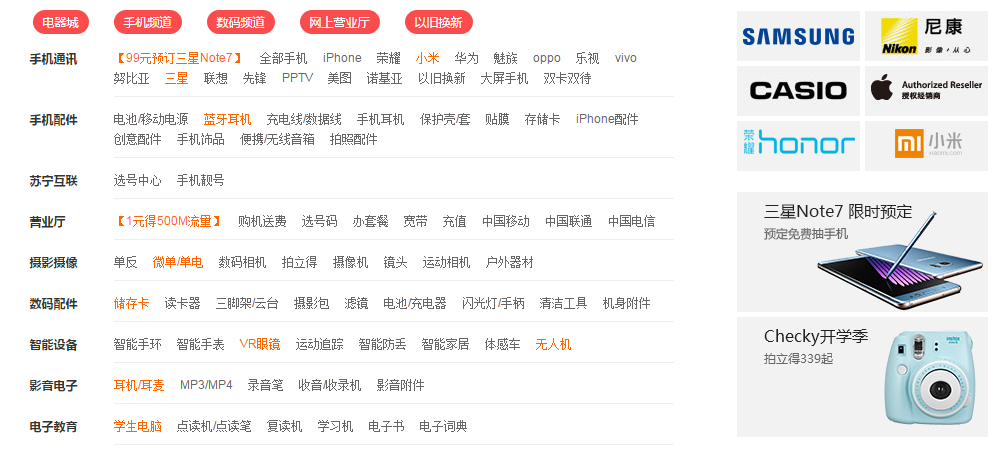 电器城 手机频道 数码频道 网上营业厅 以旧换新
手机通讯 【99元预订三星Note7】 全部手机 iPhone 荣耀 小米 华为 魅族 oppo 乐视 vivo
努比亚 三星 联想 先锋 PPTV 美图 诺基亚 以旧换新 大屏手机 双卡双待
手机配件 电池/移动电源 蓝牙耳机 充电线/数据线 手机耳机 保护壳/套 贴膜 存储卡 iPhone配件
创意配件 手机饰品 便携/无线音箱 拍照配件
苏宁互联 选号中心 手机靓号
营业厅 【1元得500M流量】 购机送费 选号码 办套餐 宽带 充值 中国移动 中国联通 中国电信
摄影摄像 单反 微单/单电 数码相机 拍立得 摄像机 镜头 运动相机 户外器材
数码配件 储存卡 读卡器 三脚架/云台 摄影包 滤镜 电池/充电器 闪光灯/手柄 清洁工具 机身附件
智能设备 智能手环 智能手表 VR眼镜 运动追踪 智能防丢 智能家居 体感车 无人机
影音电子 耳机/耳麦 MP3/MP4 录音笔 收音/收录机 影音附件
电子教育 学生电脑 点读机/点读笔 复读机 学习机 电子书 电子词典
SAMSUNG
Nikon 尼康
影像·从心
CASIO
Authorized Reseller
授权经销商
荣耀 honor
mi 小米
xiaomi.com
三星Note7 限时预定
预定免费抽手机
Checky开学季
拍立得339起